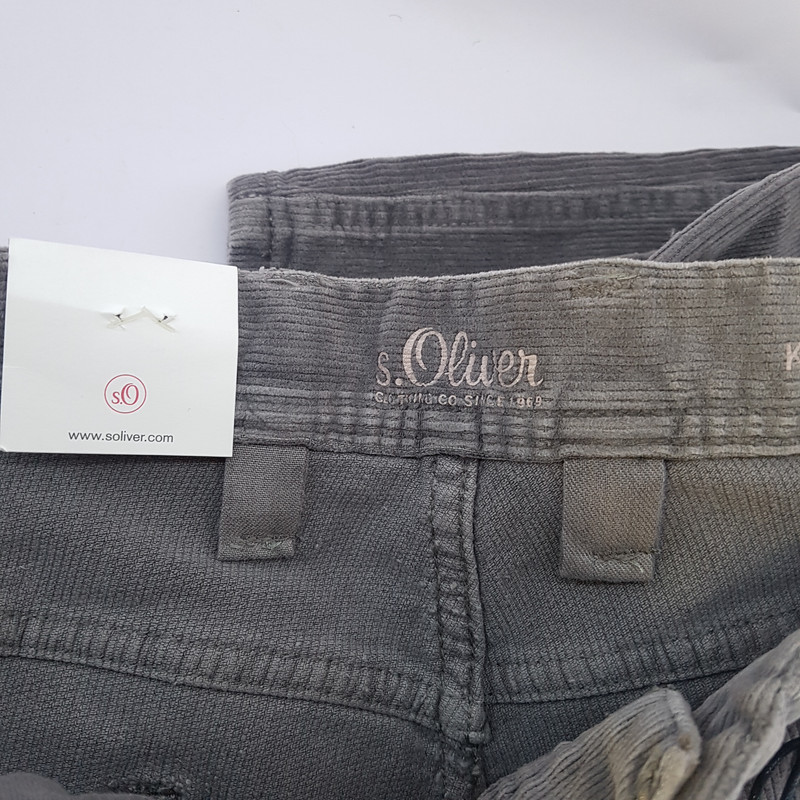 s.O
www.soliver.com
s.Oliver
CLOTHING CO. SINCE 1969
K